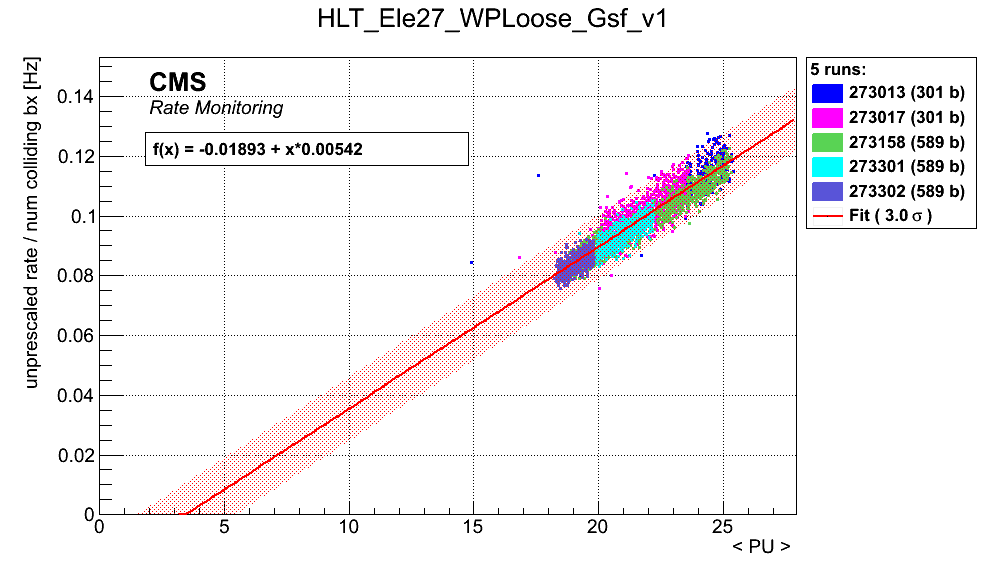 HLT_Ele27_WPLoose_Gsf_v1
unprescaled rate / num colliding bx [Hz]
CMS
Rate Monitoring
f(x) = -0.01893 + x*0.00542
0.14
0.12
0.1
0.08
0.06
0.04
0.02
0
0 5 10 15 20 25
< PU >
5 runs:
273013 (301 b)
273017 (301 b)
273158 (589 b)
273301 (589 b)
273302 (589 b)
Fit ( 3.0 σ )